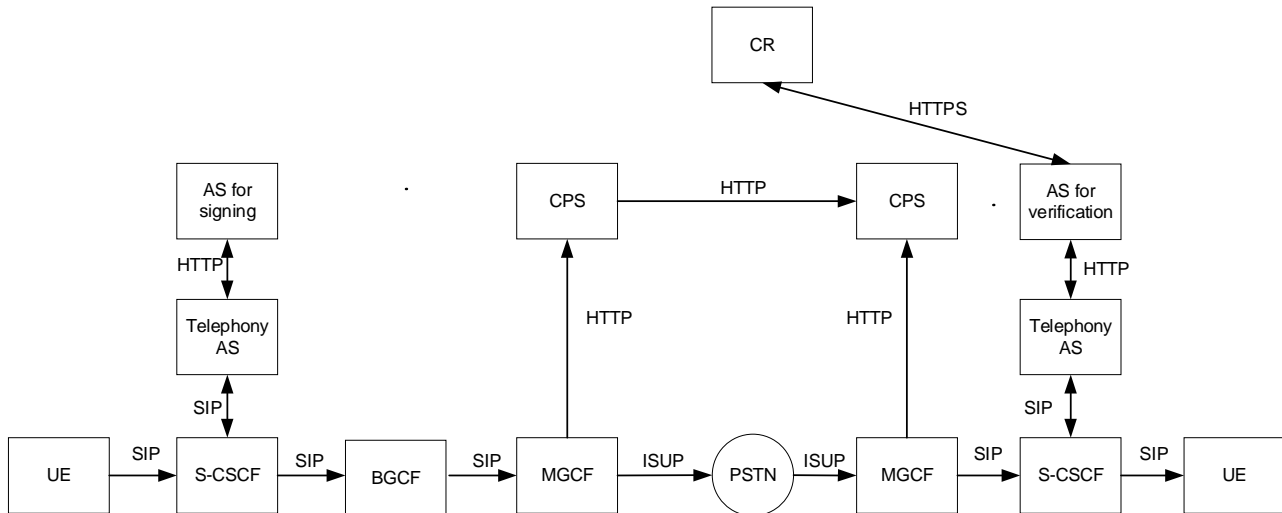 CR
HTTPS
AS for
signing
CPS
HTTP
CPS
AS for
verification
HTTP
HTTP
Telephony
AS
HTTP
HTTP
Telephony
AS
SIP
SIP
UE
SIP
S-CSCF
SIP
BGCF
SIP
MGCF
ISUP
PSTN
ISUP
MGCF
SIP
S-CSCF
SIP
UE